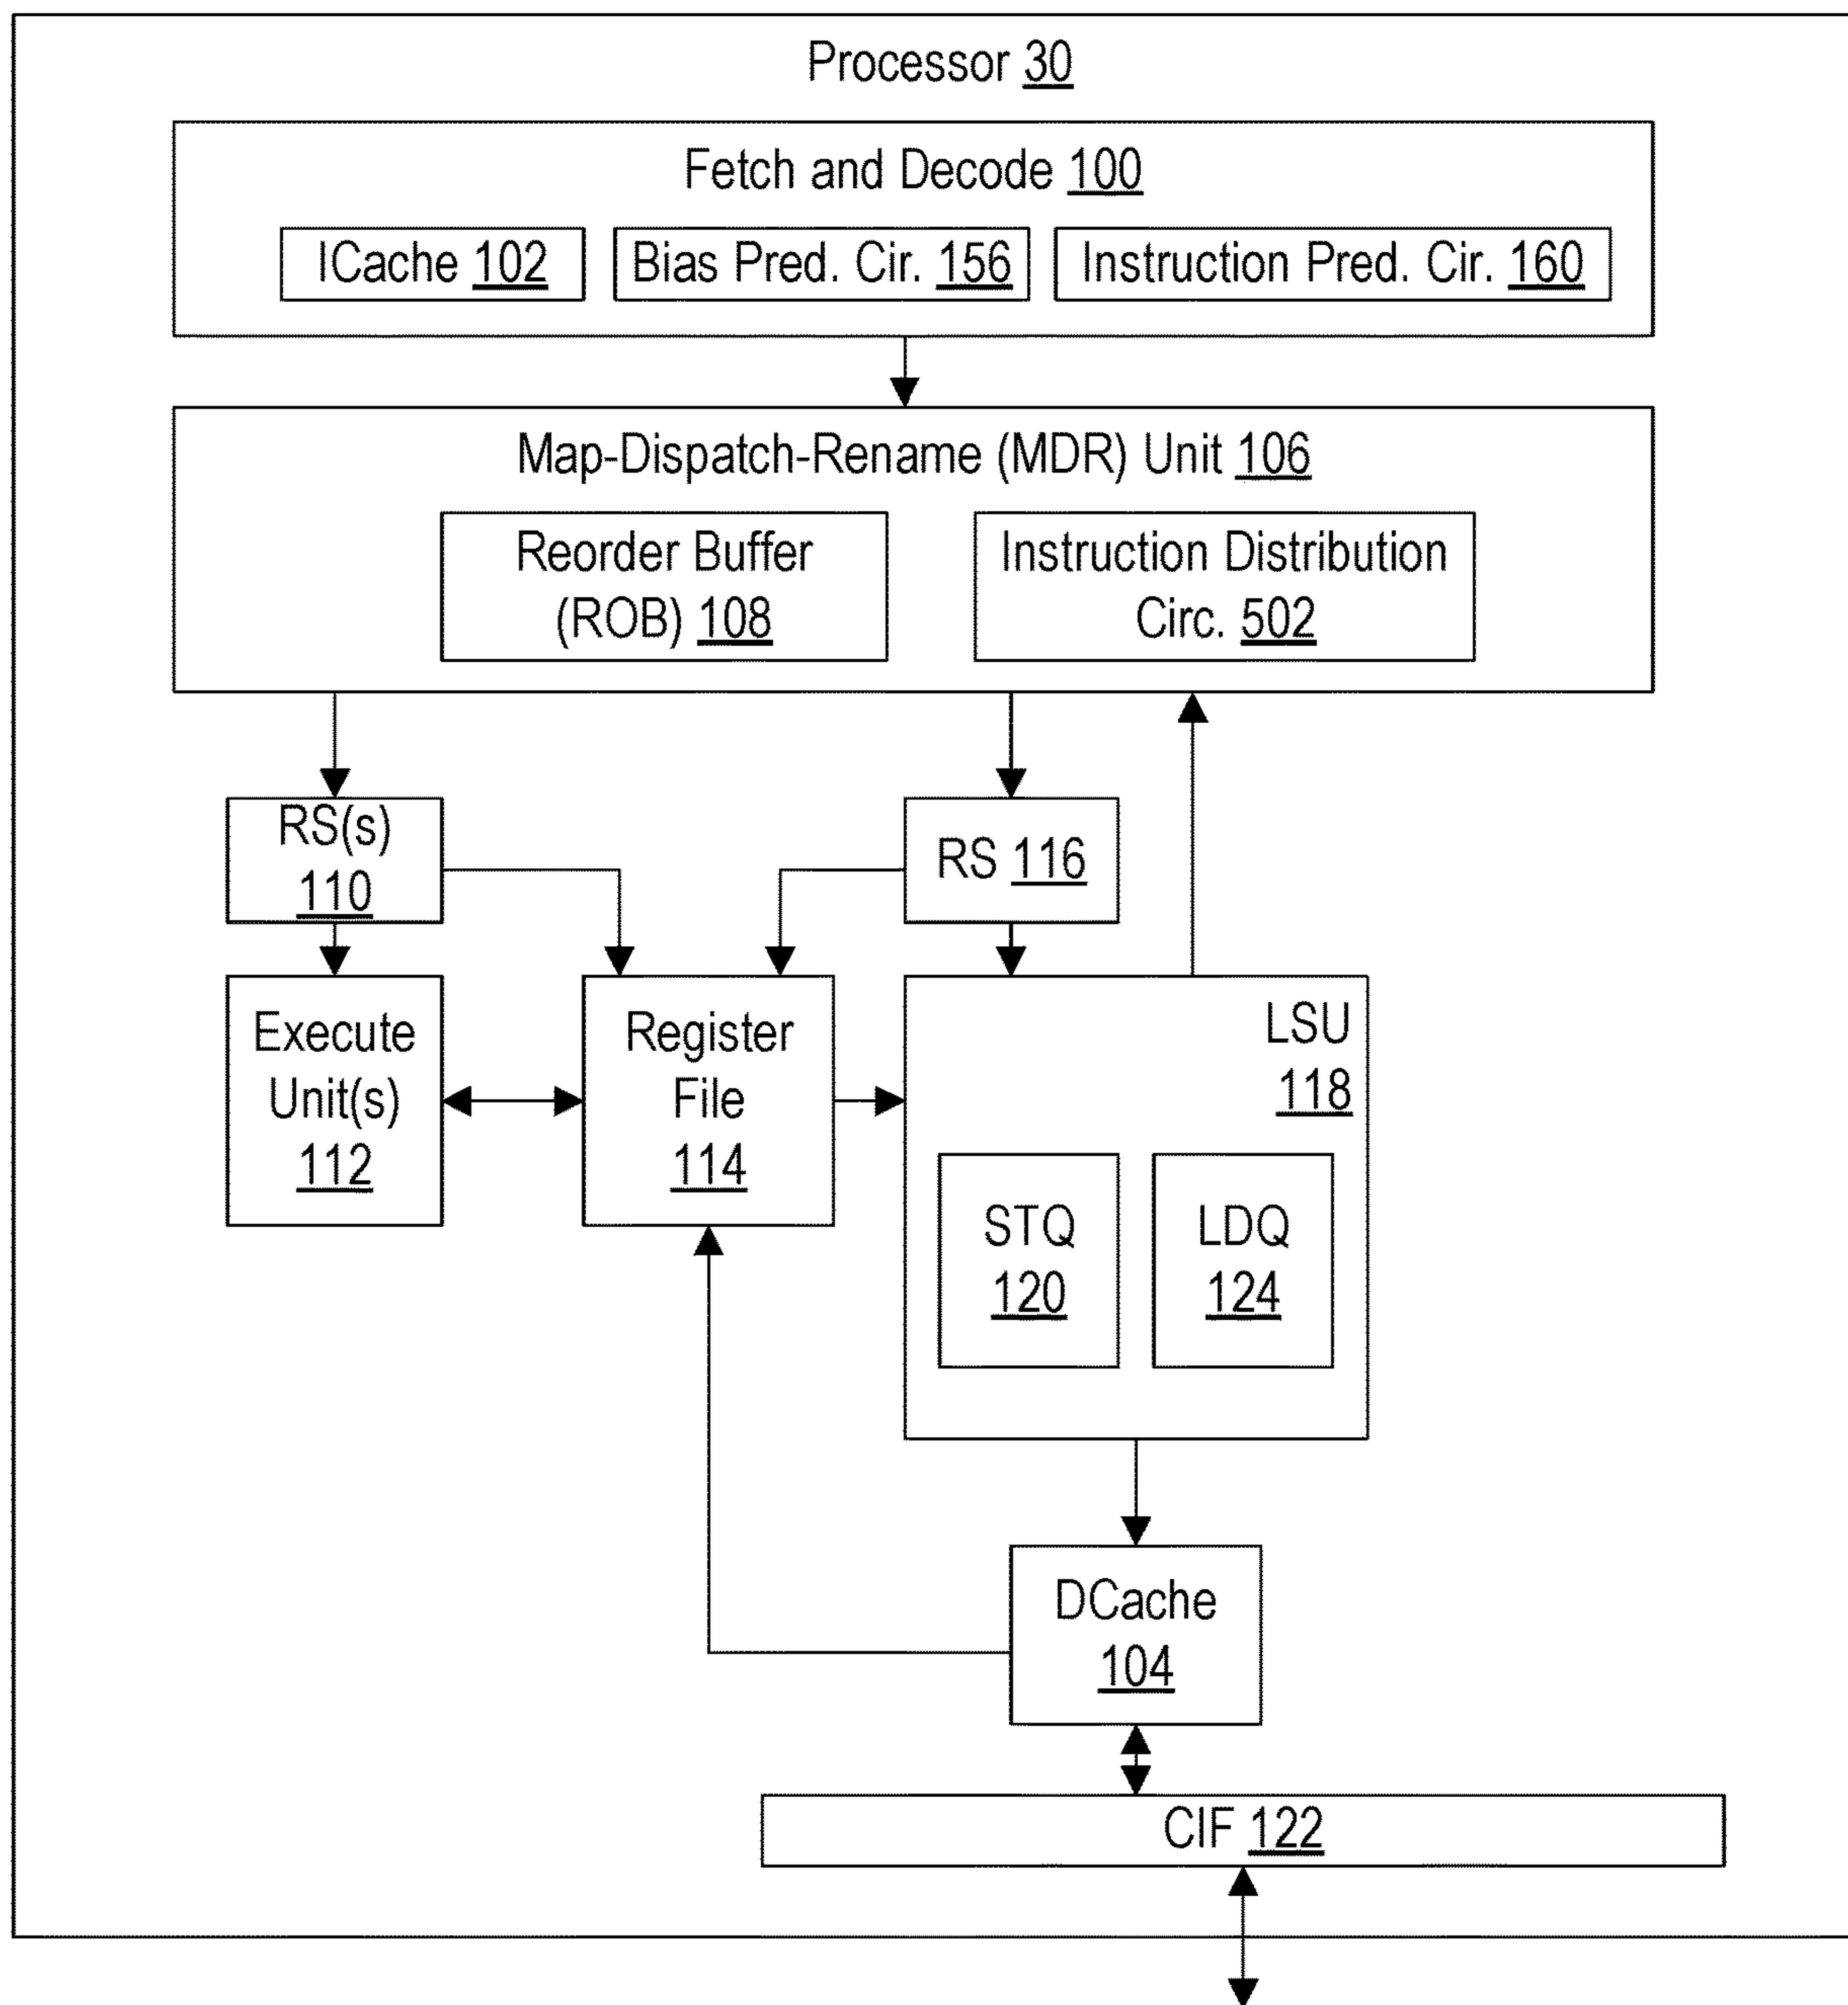 Processor 30
Fetch and Decode 100
ICache 102
Bias Pred. Cir. 156
Instruction Pred. Cir. 160
Map-Dispatch-Rename (MDR) Unit 106
Reorder Buffer
(ROB) 108
Instruction Distribution
Circ. 502
RS(s)
110
RS 116
Execute
Unit(s)
112
Register
File
114
LSU
118
STQ
120
LDQ
124
DCache
104
CIF 122